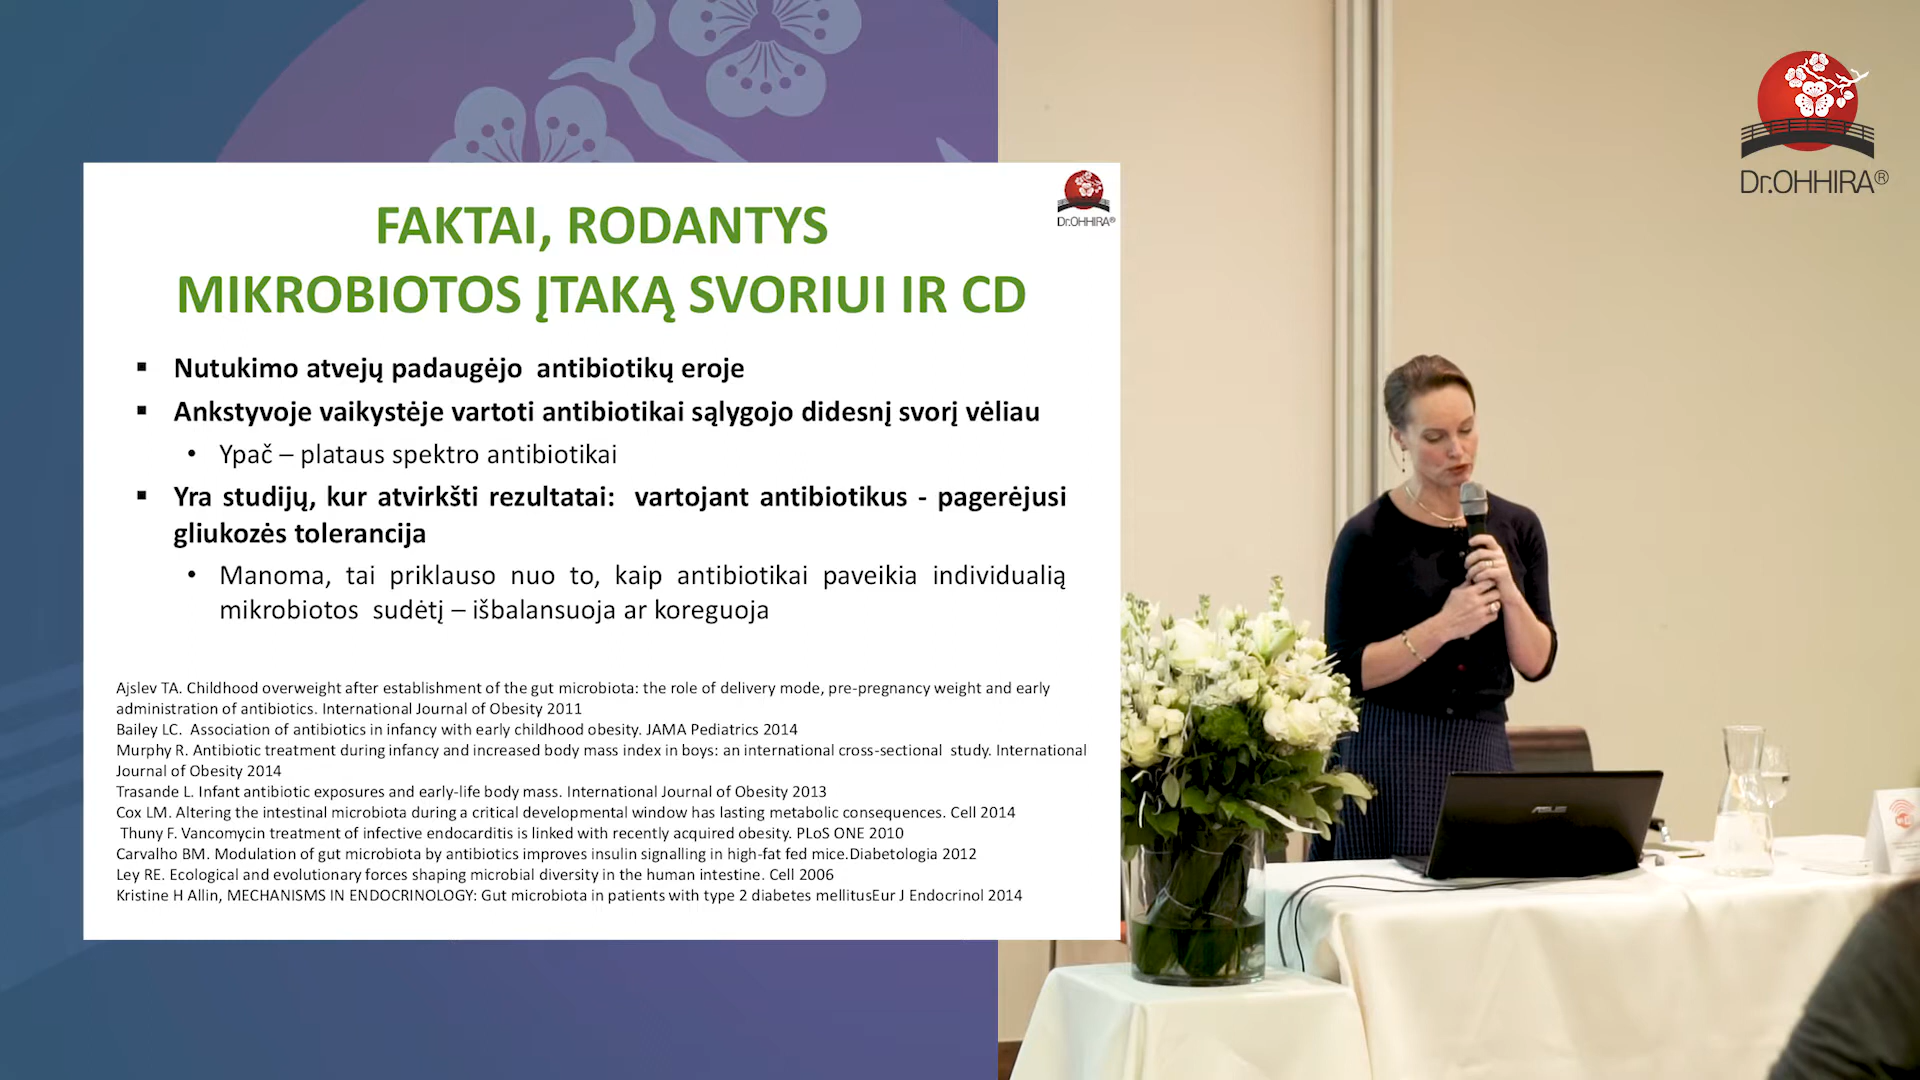 FAKTAI, RODANTYS
MIKROBIOTOS ĮTAKĄ SVORIUI IR CD
Dr.OHHIRA®
▪ Nutukimo atvejų padaugėjo antibiotikų eroje
▪ Ankstyvoje vaikystėje vartoti antibiotikai sąlygojo didesnį svorį vėliau
• Ypač – plataus spektro antibiotikai
▪ Yra studijų, kur atvirkšti rezultatai: vartojant antibiotikus - pagerėjusi
gliukozės tolerancija
• Manoma, tai priklauso nuo to, kaip antibiotikai paveikia individualią
mikrobiotos sudėtį – išbalansuoja ar koreguoja
Ajslev TA. Childhood overweight after establishment of the gut microbiota: the role of delivery mode, pre-pregnancy weight and early
administration of antibiotics. International Journal of Obesity 2011
Bailey LC. Association of antibiotics in infancy with early childhood obesity. JAMA Pediatrics 2014
Murphy R. Antibiotic treatment during infancy and increased body mass index in boys: an international cross-sectional study. International
Journal of Obesity 2014
Trasande L. Infant antibiotic exposures and early-life body mass. International Journal of Obesity 2013
Cox LM. Altering the intestinal microbiota during a critical developmental window has lasting metabolic consequences. Cell 2014
Thuny F. Vancomycin treatment of infective endocarditis is linked with recently acquired obesity. PLoS ONE 2010
Carvalho BM. Modulation of gut microbiota by antibiotics improves insulin signalling in high-fat fed mice.Diabetologia 2012
Ley RE. Ecological and evolutionary forces shaping microbial diversity in the human intestine. Cell 2006
Kristine H Allin, MECHANISMS IN ENDOCRINOLOGY: Gut microbiota in patients with type 2 diabetes mellitusEur J Endocrinol 2014
Dr.OHHIRA®
ASUS